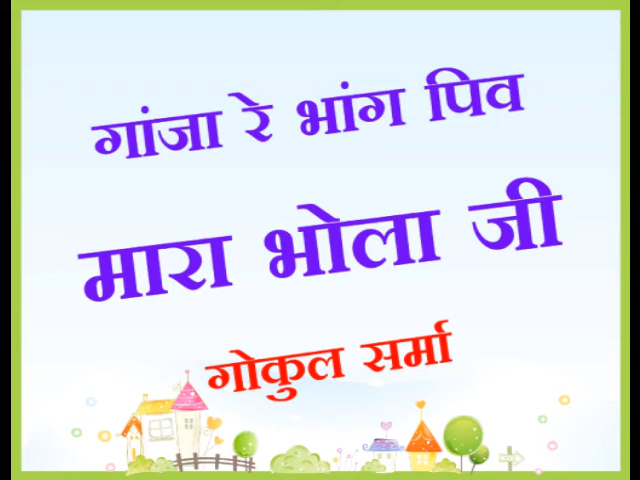 गांजा रे भांग पिव
मारा भोला जी
गोकुल सर्मा